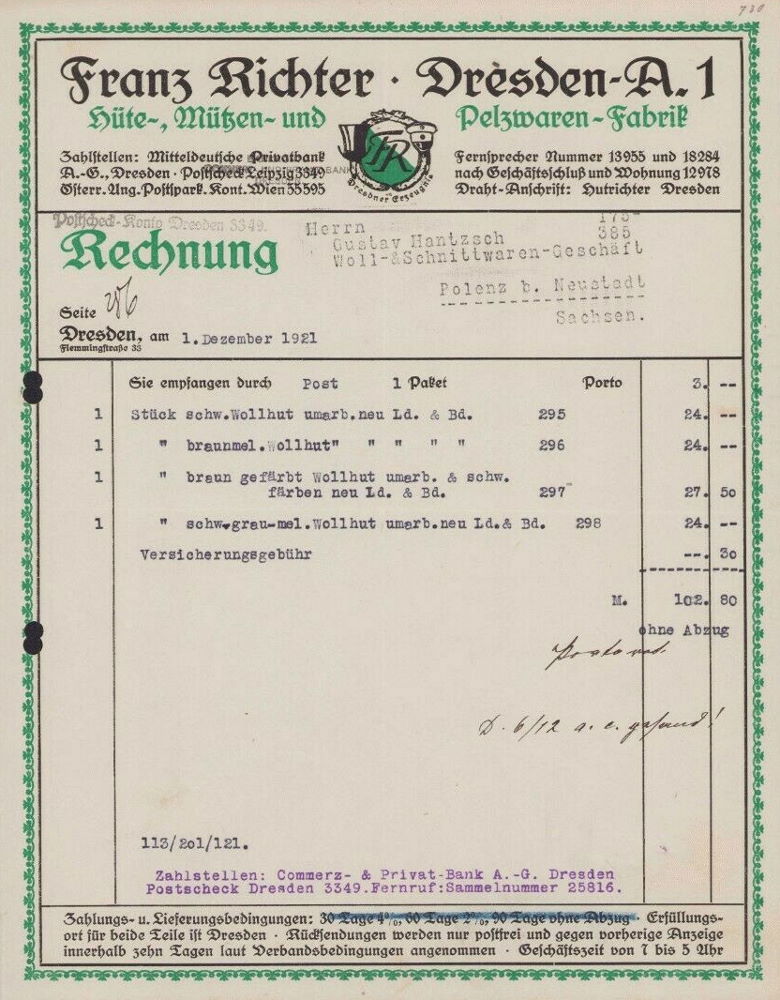 730
Franz Richter · Dresden-A. 1
Hüte-, Mützen- und Pelzwaren-Fabrik
FR
Dresdner Erzeugnis
Zahlstellen: Mitteldeutsche Privatbank
A.-G., Dresden · Postscheck Leipzig 3349
Österr. Ung. Postspark. Kont. Wien 55595
Fernsprecher Nummer 13955 und 18284
nach Geschäftsschluß und Wohnung 12978
Draht-Anschrift: Hutrichter Dresden
Postscheck-Konto Dresden 3349.
Rechnung
175-
385
Herrn
Gustav Hantzsch
Woll-&Schnittwaren-Geschäft
Polenz b. Neustadt
Sachsen.
Seite
Dresden, am 1.Dezember 1921
Flemmingstraße 33
Sie empfangen durch Post 1 Paket Porto 3. --
1 Stück schw.Wollhut umarb.neu Ld. & Bd. 295 24. --
1 " braunmel.Wollhut" " " " " 296 24. --
1 " braun gefärbt Wollhut umarb. & schw.
färben neu Ld. & Bd. 297 27. 50
1 " schw.grau-mel.Wollhut umarb.neu Ld.& Bd. 298 24. --
Versicherungsgebühr --. 30
M. 102. 80
ohne Abzug
D. 6/12 a. c.
113/201/121.
Zahlstellen: Commerz- & Privat-Bank A.-G. Dresden
Postscheck Dresden 3349.Fernruf:Sammelnummer 25816.
Zahlungs- u. Lieferungsbedingungen: 30 Tage 4%, 60 Tage 2%, 90 Tage ohne Abzug · Erfüllungs-
ort für beide Teile ist Dresden · Rücksendungen werden nur postfrei und gegen vorherige Anzeige
innerhalb zehn Tagen laut Verbandsbedingungen angenommen · Geschäftszeit von 7 bis 5 Uhr